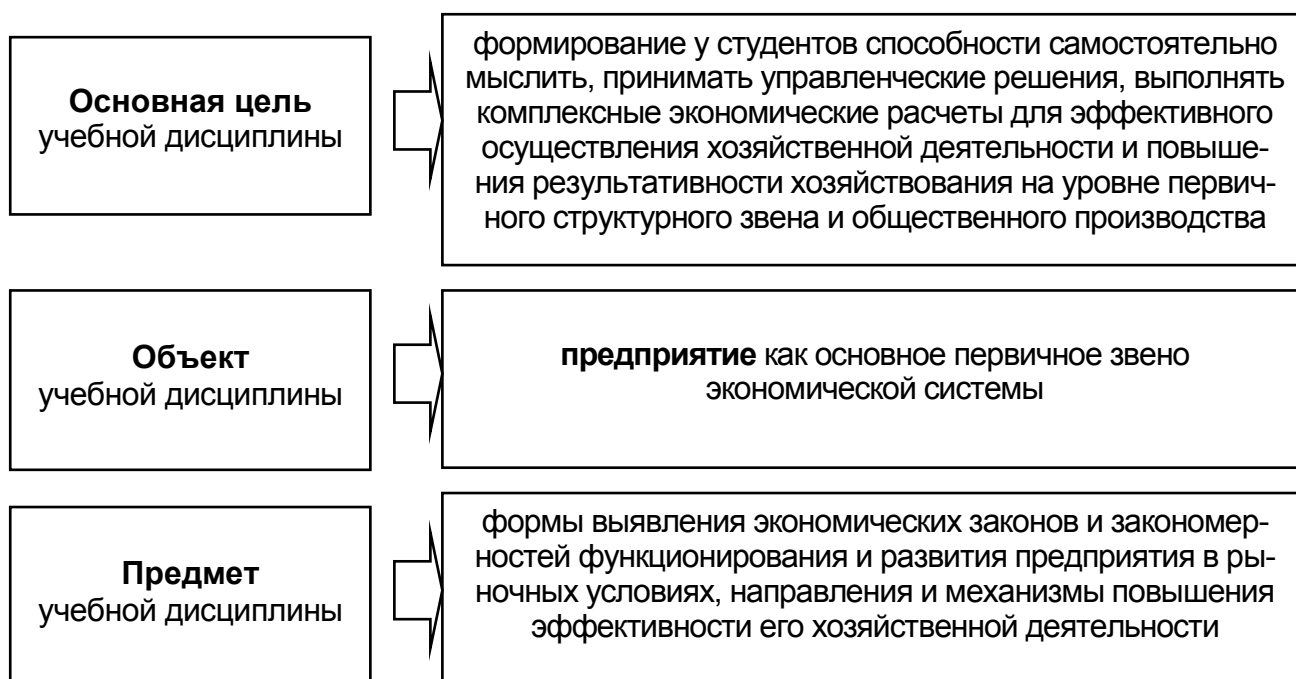 Основная цель
учебной дисциплины
формирование у студентов способности самостоятельно
мыслить, принимать управленческие решения, выполнять
комплексные экономические расчеты для эффективного
осуществления хозяйственной деятельности и повыше-
ния результативности хозяйствования на уровне первич-
ного структурного звена и общественного производства
Объект
учебной дисциплины
предприятие как основное первичное звено
экономической системы
Предмет
учебной дисциплины
формы выявления экономических законов и закономер-
ностей функционирования и развития предприятия в ры-
ночных условиях, направления и механизмы повышения
эффективности его хозяйственной деятельности